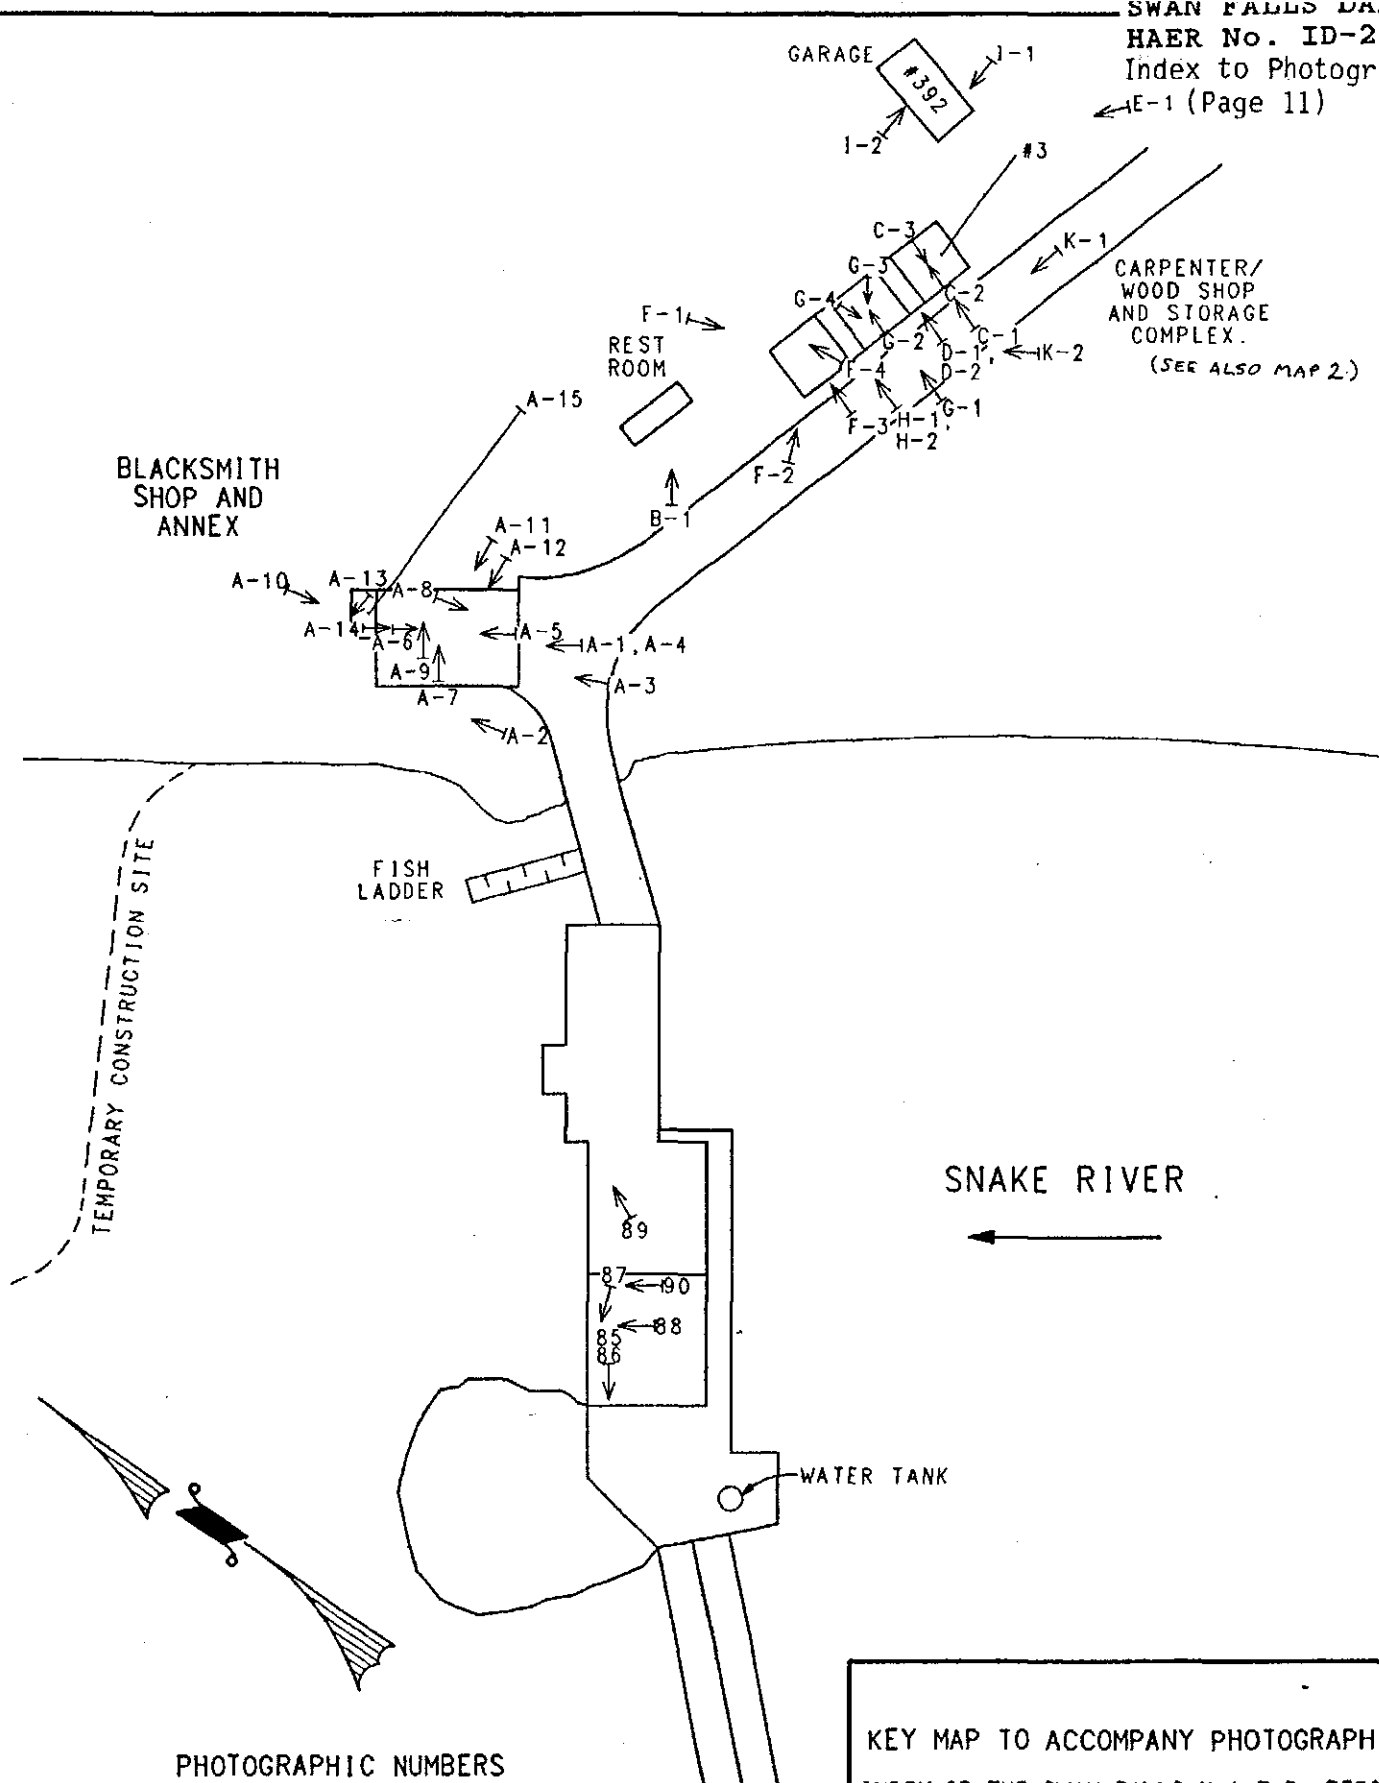 HAER No. ID-2
Index to Photogr
(Page 11)
GARAGE
#392
I-1
E-1
I-2
#3
C-3
K-1
G-3
CARPENTER/
WOOD SHOP
AND STORAGE
COMPLEX.
(SEE ALSO MAP 2.)
G-4
C-2
F-1
G-2
C-1
D-1,
D-2
K-2
REST
ROOM
F-4
A-15
F-3
H-1
H-2,
G-1
F-2
BLACKSMITH
SHOP AND
ANNEX
B-1
A-11
A-12
A-10
A-13
A-8
A-14
A-6
A-5
A-1, A-4
A-9
A-7
A-3
A-2
TEMPORARY CONSTRUCTION SITE
FISH
LADDER
SNAKE RIVER
89
87
90
88
85
86
WATER TANK
PHOTOGRAPHIC NUMBERS
KEY MAP TO ACCOMPANY PHOTOGRAPH